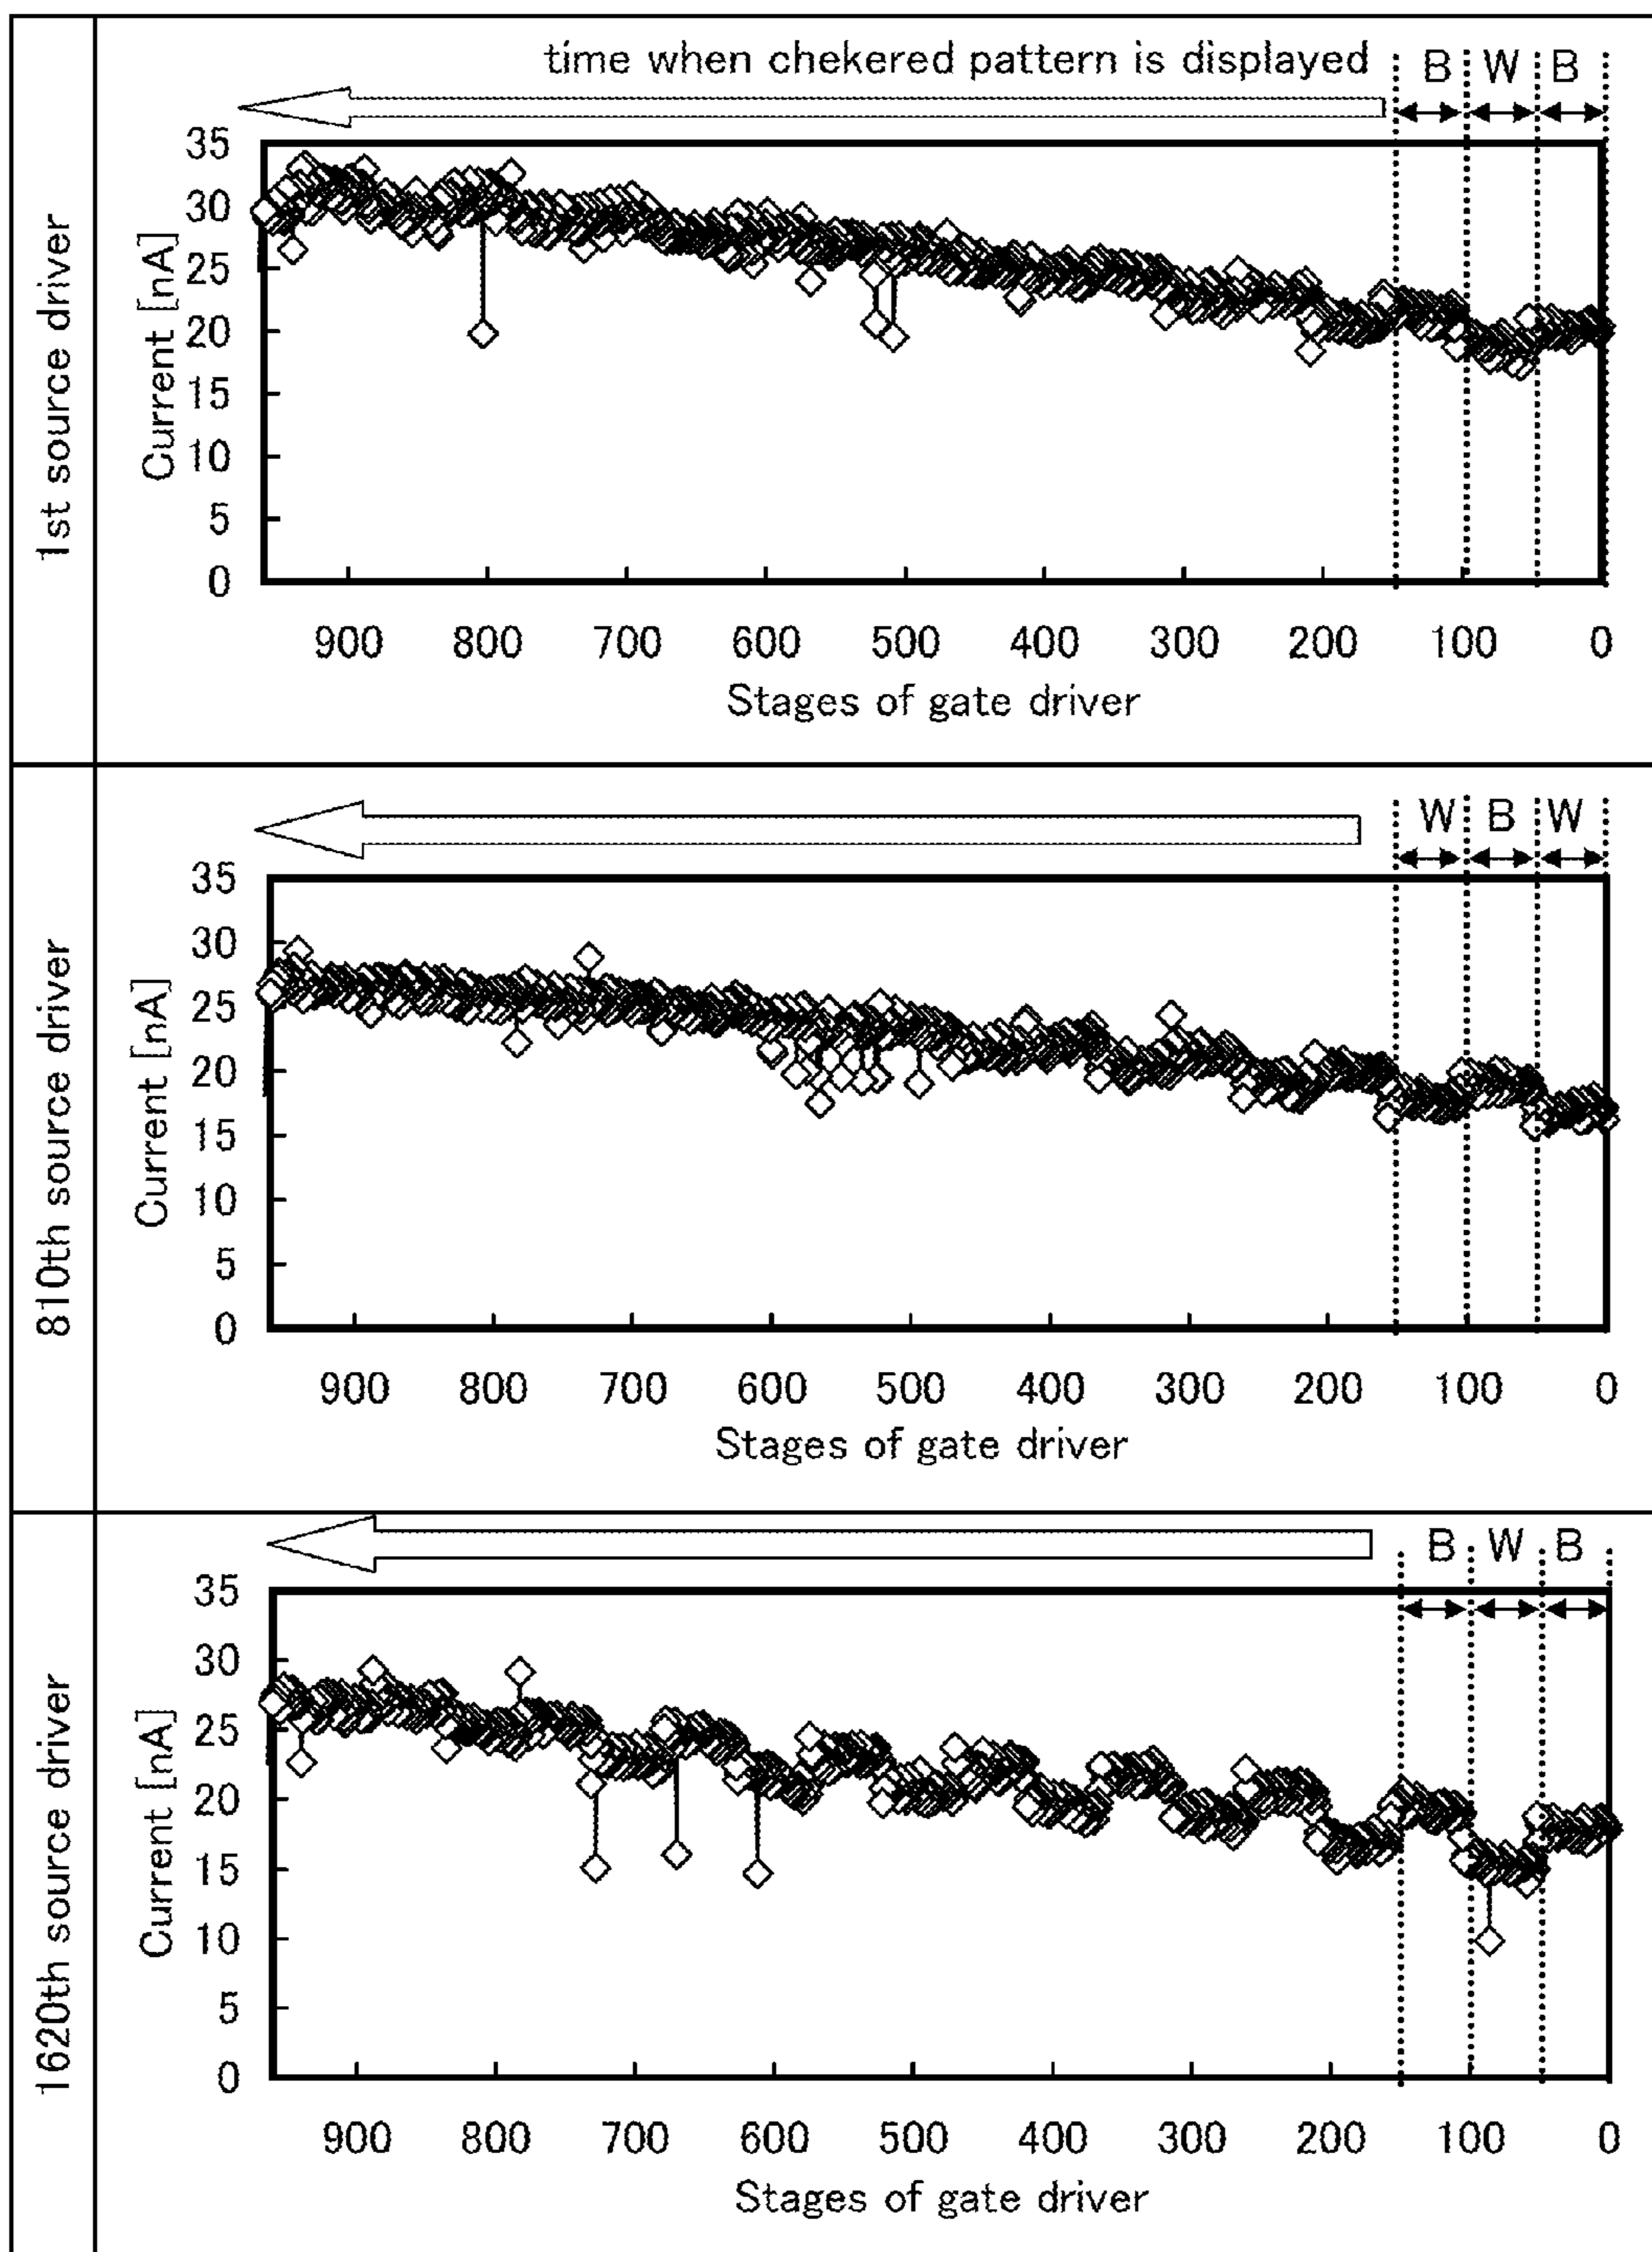 1st source driver
time when chekered pattern is displayed
B W B
35
30
25
20
15
10
5
0
Current [nA]
900 800 700 600 500 400 300 200 100 0
Stages of gate driver
810th source driver
W B W
35
30
25
20
15
10
5
0
Current [nA]
900 800 700 600 500 400 300 200 100 0
Stages of gate driver
1620th source driver
B W B
35
30
25
20
15
10
5
0
Current [nA]
900 800 700 600 500 400 300 200 100 0
Stages of gate driver